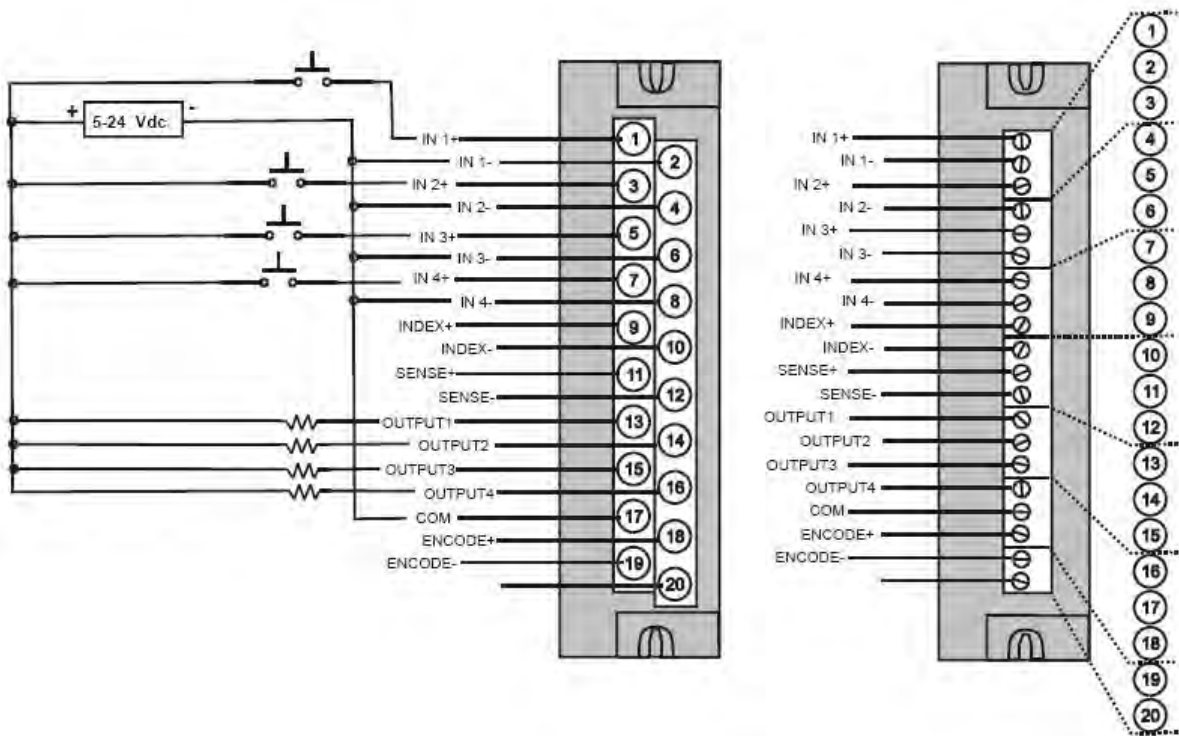 +
5-24 Vdc.
-
IN 1+
IN 1-
IN 2+
IN 2-
IN 3+
IN 3-
IN 4+
IN 4-
INDEX+
INDEX-
SENSE+
SENSE-
OUTPUT1
OUTPUT2
OUTPUT3
OUTPUT4
COM
ENCODE+
ENCODE-
1
2
3
4
5
6
7
8
9
10
11
12
13
14
15
16
17
18
19
20
IN 1+
IN 1-
IN 2+
IN 2-
IN 3+
IN 3-
IN 4+
IN 4-
INDEX+
INDEX-
SENSE+
SENSE-
OUTPUT1
OUTPUT2
OUTPUT3
OUTPUT4
COM
ENCODE+
ENCODE-
1
2
3
4
5
6
7
8
9
10
11
12
13
14
15
16
17
18
19
20